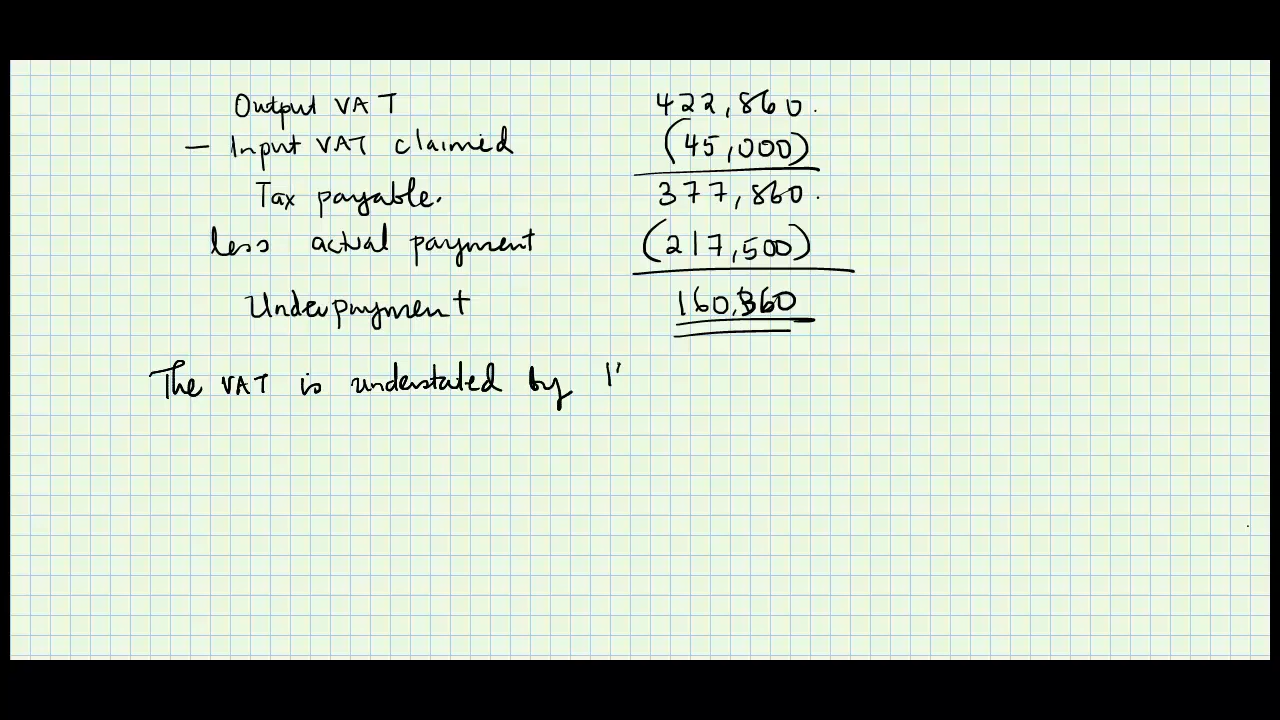 Output VAT 422,860.
— Input VAT claimed (45,000)
Tax payable. 377,860.
less actual payment (217,500)
Underpayment 160,360
The VAT is understated by